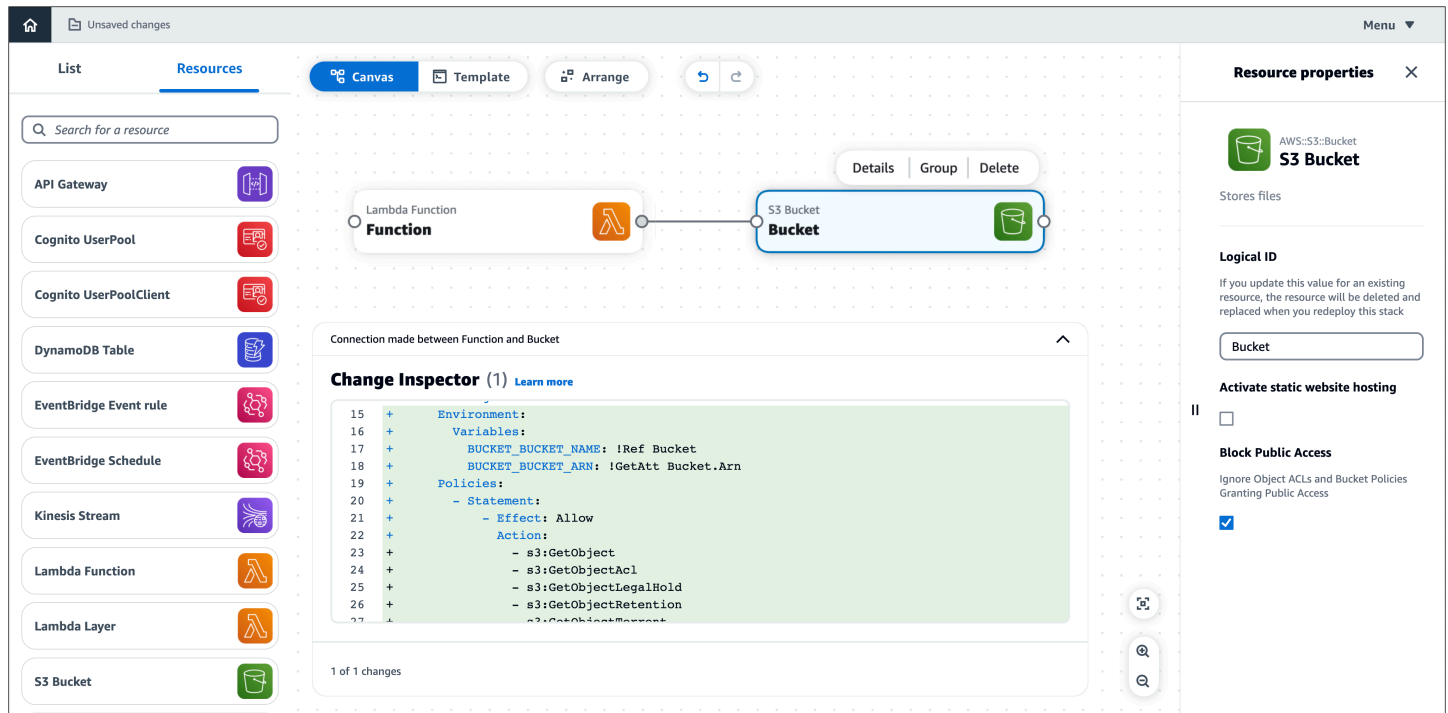 Unsaved changes
Menu ▼
List
Resources
Search for a resource
API Gateway
Cognito UserPool
Cognito UserPoolClient
DynamoDB Table
EventBridge Event rule
EventBridge Schedule
Kinesis Stream
Lambda Function
Lambda Layer
S3 Bucket
Canvas
Template
Arrange
Details
Group
Delete
Lambda Function
Function
S3 Bucket
Bucket
Connection made between Function and Bucket
Change Inspector (1) Learn more
15 + Environment:
16 + Variables:
17 + BUCKET_BUCKET_NAME: !Ref Bucket
18 + BUCKET_BUCKET_ARN: !GetAtt Bucket.Arn
19 + Policies:
20 + - Statement:
21 + - Effect: Allow
22 + Action:
23 + - s3:GetObject
24 + - s3:GetObjectAcl
25 + - s3:GetObjectLegalHold
26 + - s3:GetObjectRetention
27 + - s3:GetObjectTorrent
1 of 1 changes
Resource properties
AWS::S3::Bucket
S3 Bucket
Stores files
Logical ID
If you update this value for an existing
resource, the resource will be deleted and
replaced when you redeploy this stack
Bucket
Activate static website hosting
Block Public Access
Ignore Object ACLs and Bucket Policies
Granting Public Access